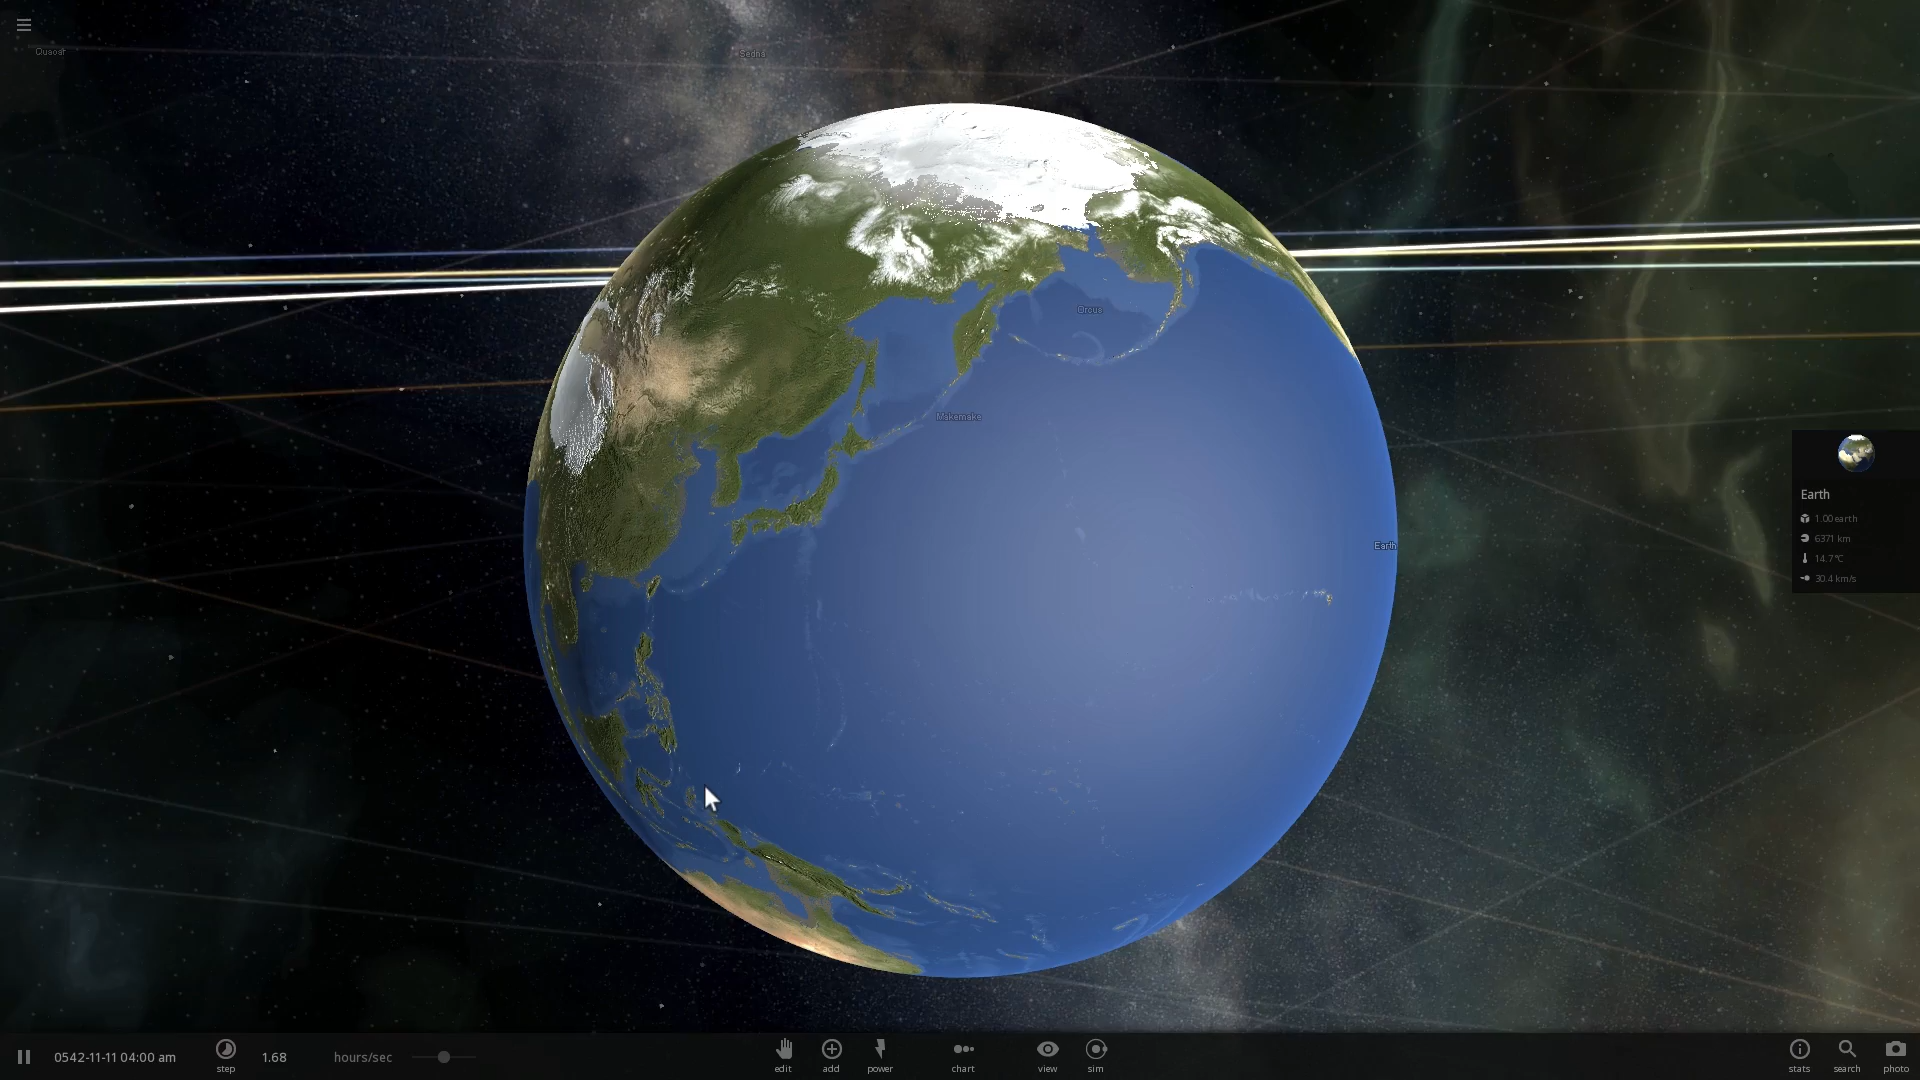 Quaoar
Sedna
Orcus
Makemake
Earth
Earth
1.00 earth
6371 km
14.7°C
30.4 km/s
0542-11-11 04:00 am
step
1.68
hours/sec
edit
add
power
chart
view
sim
stats
search
photo